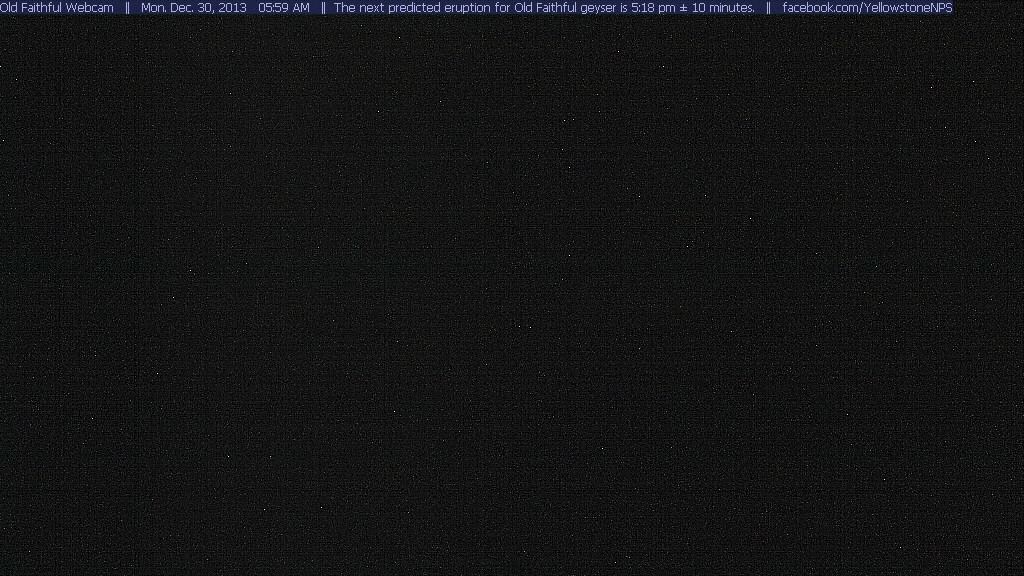 Old Faithful Webcam || Mon. Dec. 30, 2013 05:59 AM || The next predicted eruption for Old Faithful geyser is 5:18 pm ± 10 minutes. || facebook.com/YellowstoneNPS